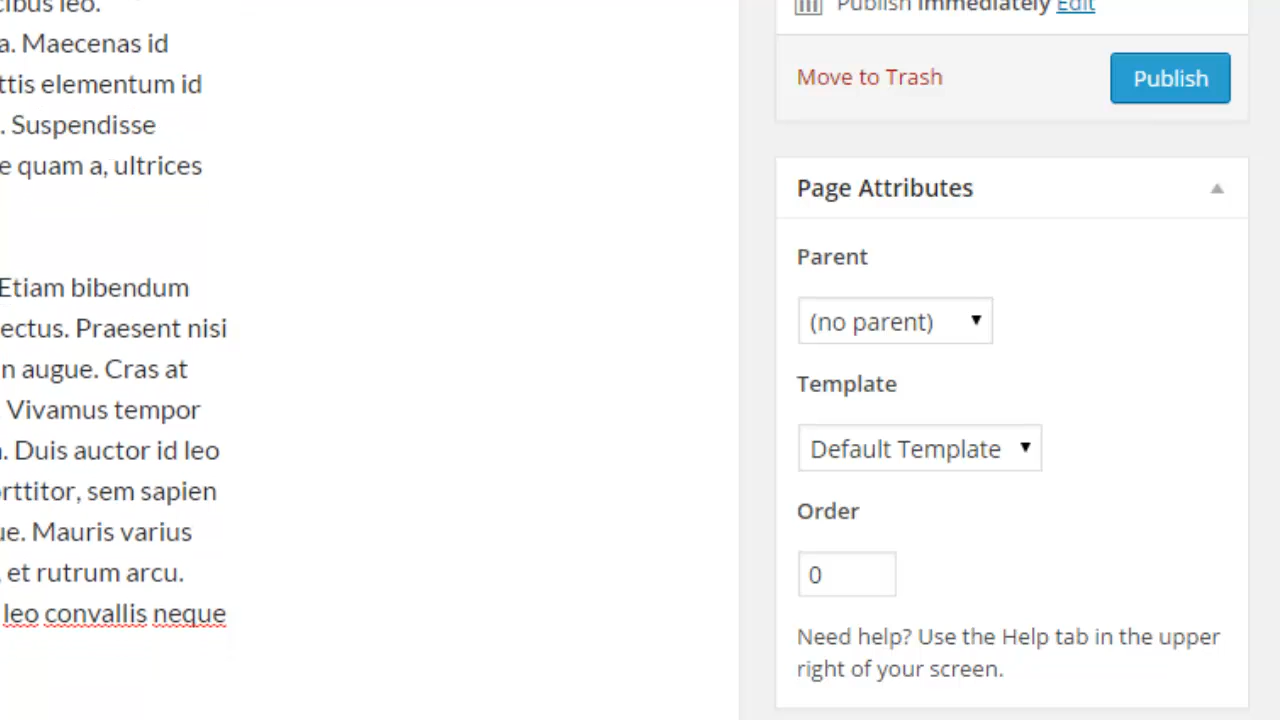 cibus leo.
a. Maecenas id
ttis elementum id
. Suspendisse
e quam a, ultrices
Etiam bibendum
ectus. Praesent nisi
n augue. Cras at
. Vivamus tempor
. Duis auctor id leo
orttitor, sem sapien
ue. Mauris varius
, et rutrum arcu.
leo convallis neque
Publish immediately Edit
Move to Trash
Publish
Page Attributes
Parent
(no parent)
Template
Default Template
Order
0
Need help? Use the Help tab in the upper
right of your screen.